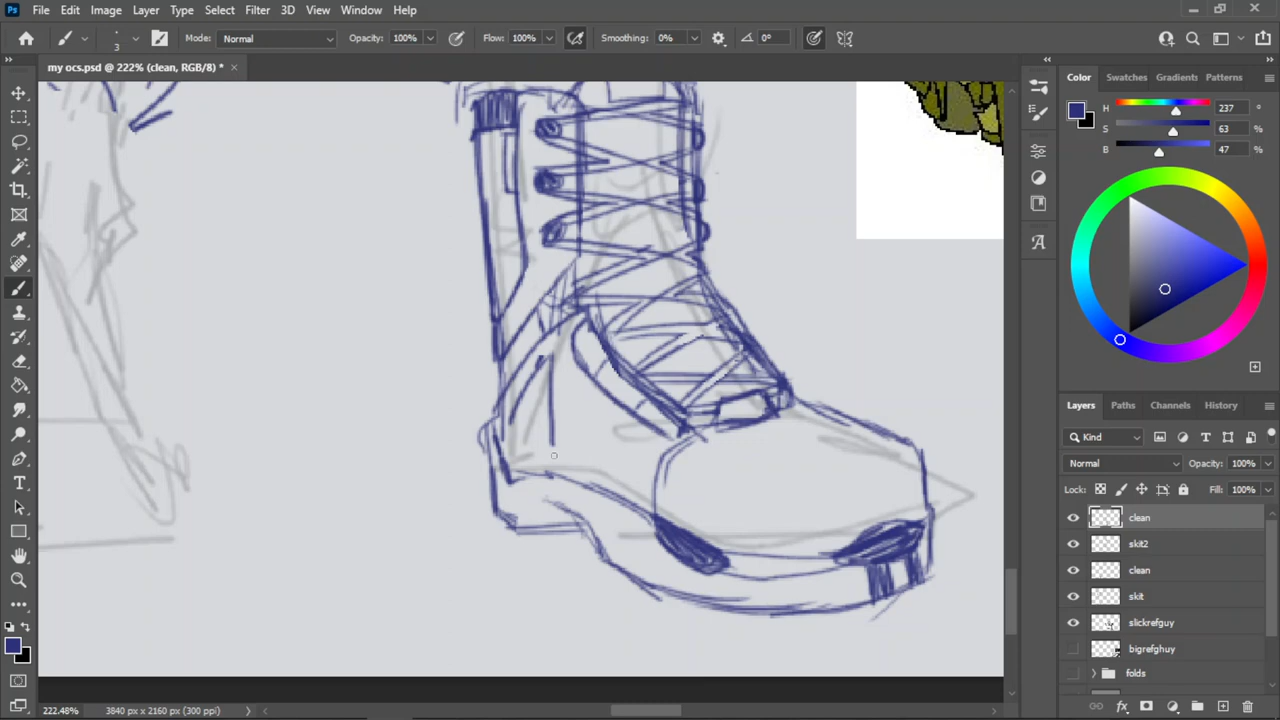 Ps File Edit Image Layer Type Select Filter 3D View Window Help
3 Mode: Normal Opacity: 100% Flow: 100% Smoothing: 0% 0°
my ocs.psd @ 222% (clean, RGB/8) * ×
Color Swatches Gradients Patterns
H 237 °
S 63 %
B 47 %
Layers Paths Channels History
Kind
Normal Opacity: 100%
Lock: Fill: 100%
clean
skit2
clean
skit
slickrefguy
bigrefghuy
folds
222.48% 3840 px x 2160 px (300 ppi)